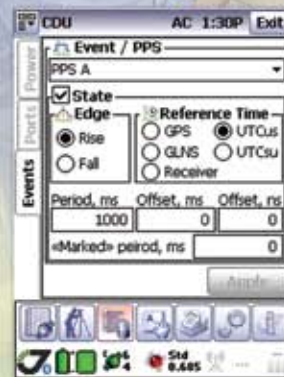 CDU AC 1:30P Exit
Power
Ports
Events
Event / PPS
PPS A
State
Edge
Rise
Fall
Reference Time
GPS UTCus
GLNS UTCsu
Receiver
Period, ms Offset, ms Offset, ns
1000 0 0
«Marked» peirod, ms 0
Apply
Std
0.685